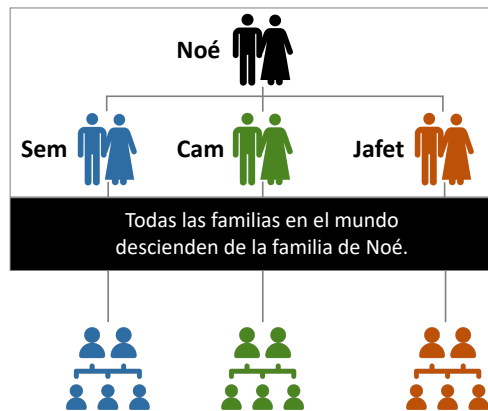 Noé
Sem
Cam
Jafet
Todas las familias en el mundo
descienden de la familia de Noé.